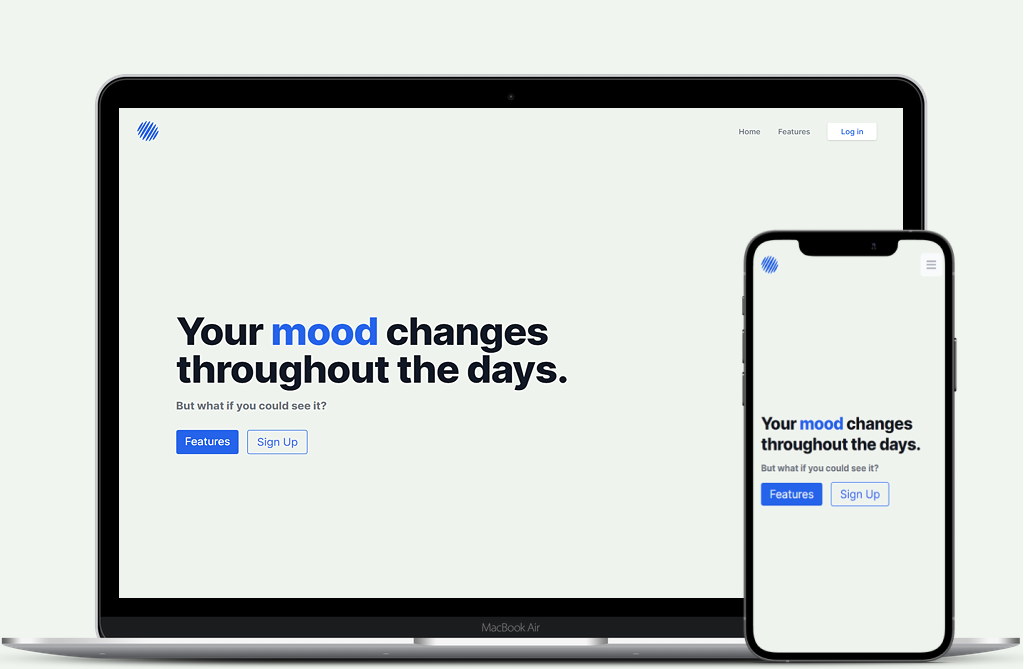 Home Features Log in
Your mood changes
throughout the days.
But what if you could see it?
Features Sign Up
MacBook Air
Your mood changes
throughout the days.
But what if you could see it?
Features Sign Up